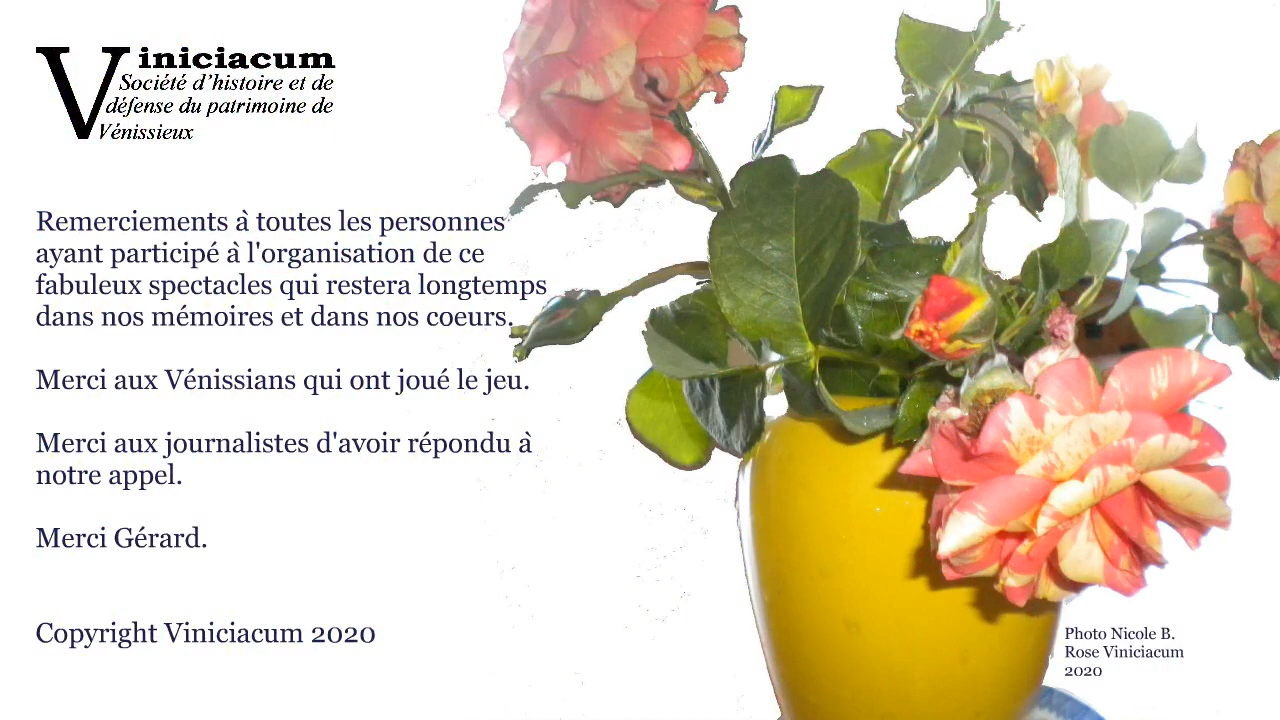 Viniciacum
Société d'histoire et de
défense du patrimoine de
Vénissieux
Remerciements à toutes les personnes
ayant participé à l'organisation de ce
fabuleux spectacles qui restera longtemps
dans nos mémoires et dans nos coeurs.
Merci aux Vénissians qui ont joué le jeu.
Merci aux journalistes d'avoir répondu à
notre appel.
Merci Gérard.
Copyright Viniciacum 2020
Photo Nicole B.
Rose Viniciacum
2020